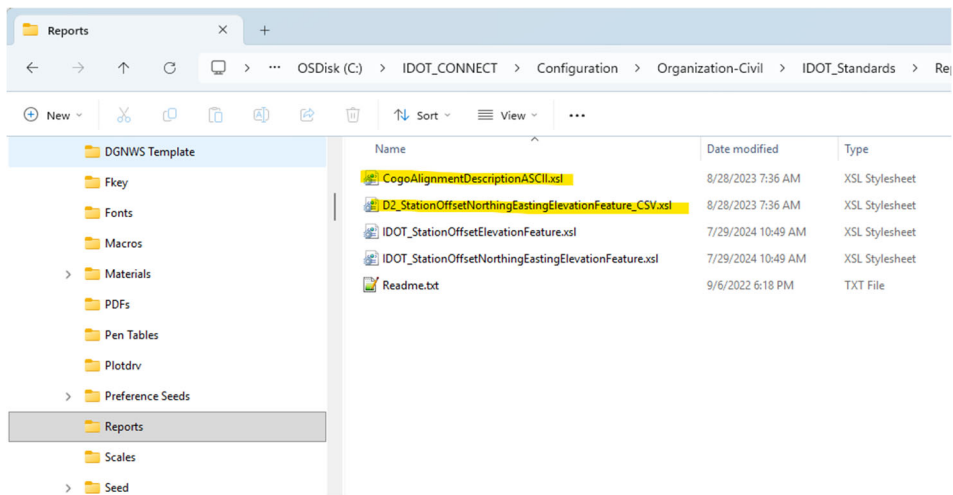 Reports
OSDisk (C:) > IDOT_CONNECT > Configuration > Organization-Civil > IDOT_Standards >
New Sort View
DGNWS Template
Fkey
Fonts
Macros
Materials
PDFs
Pen Tables
Plotdrv
Preference Seeds
Reports
Scales
Seed
Name Date modified Type
CogoAlignmentDescriptionASCII.xsl 8/28/2023 7:36 AM XSL Stylesheet
D2_StationOffsetNorthingEastingElevationFeature_CSV.xsl 8/28/2023 7:36 AM XSL Stylesheet
IDOT_StationOffsetElevationFeature.xsl 7/29/2024 10:49 AM XSL Stylesheet
IDOT_StationOffsetNorthingEastingElevationFeature.xsl 7/29/2024 10:49 AM XSL Stylesheet
Readme.txt 9/6/2022 6:18 PM TXT File